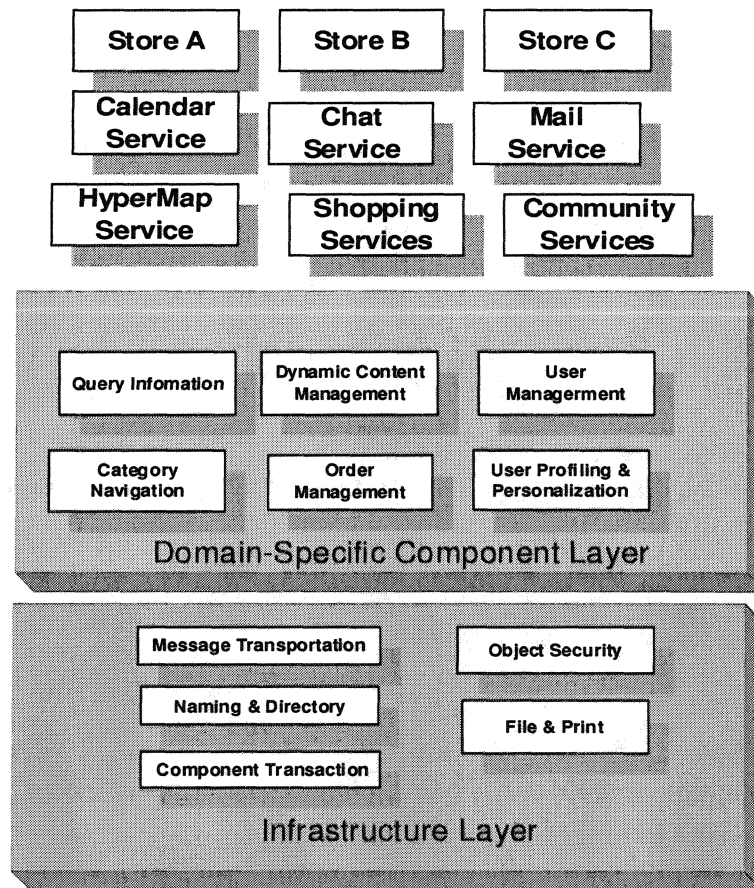 Store A
Store B
Store C
Calendar
Service
Chat
Service
Mail
Service
HyperMap
Service
Shopping
Services
Community
Services
Query Infomation
Dynamic Content
Management
User
Managerment
Category
Navigation
Order
Management
User Profiling &
Personalization
Domain-Specific Component Layer
Message Transportation
Object Security
Naming & Directory
File & Print
Component Transaction
Infrastructure Layer